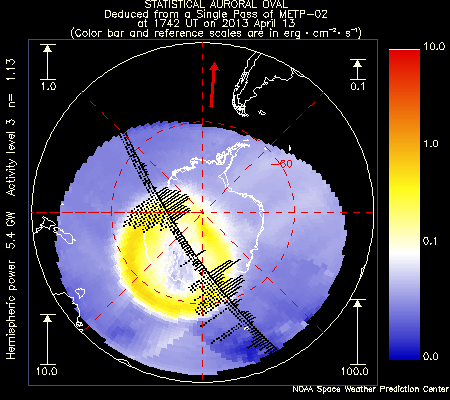 STATISTICAL AURORAL OVAL
Deduced from a Single Pass of METP-02
at 1742 UT on 2013 April 13
(Color bar and reference scales are in erg·cm⁻²·s⁻¹)
1.0
0.1
10.0
100.0
-60
10.0
1.0
0.1
0.0
Hemispheric power 5.4 GW Activity level 3 n= 1.13
NOAA Space Weather Prediction Center